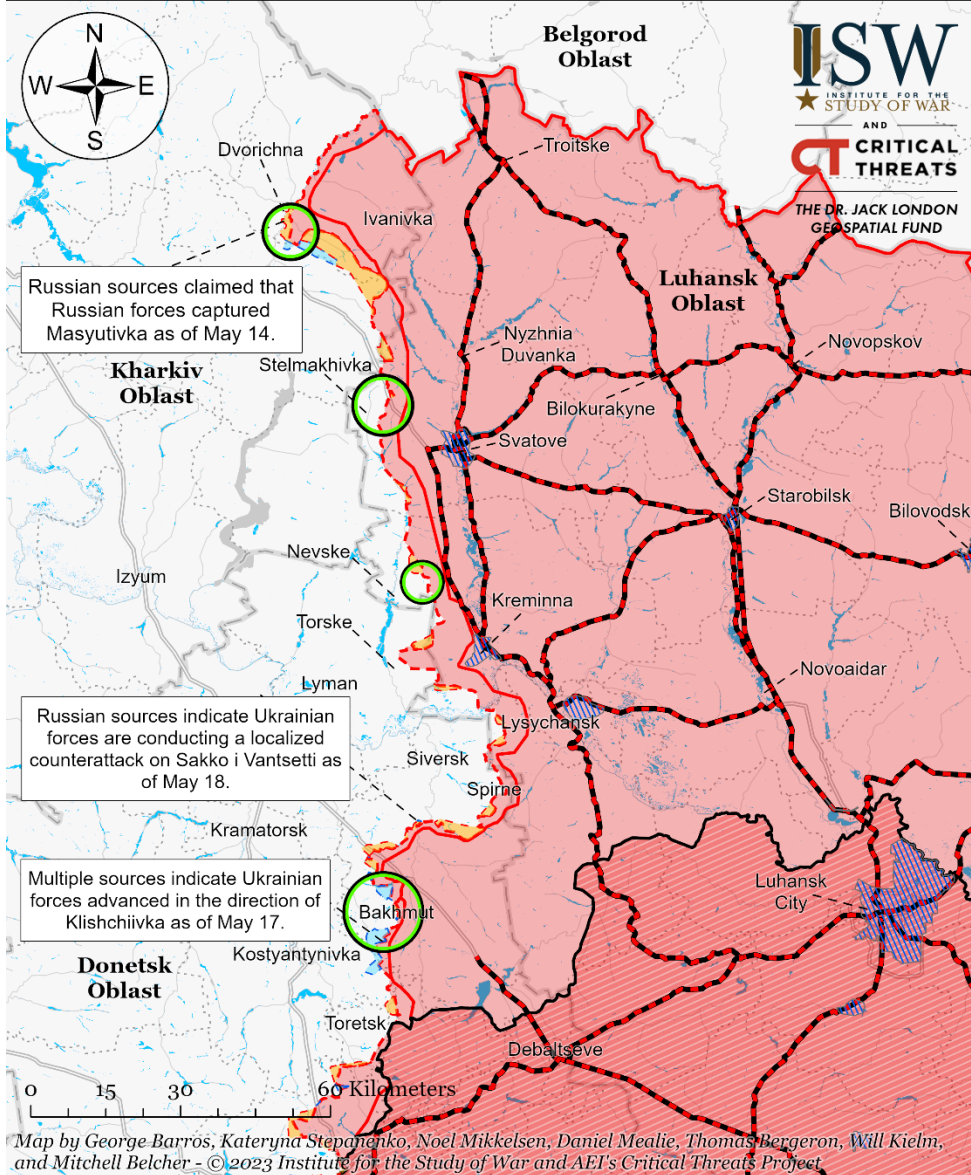 N
W
E
S
Belgorod
Oblast
ISW
INSTITUTE FOR THE
STUDY OF WAR
AND
CT CRITICAL
THREATS
THE DR. JACK LONDON
GEOSPATIAL FUND
Dvorichna
Troitske
Ivanivka
Russian sources claimed that
Russian forces captured
Masyutivka as of May 14.
Luhansk
Oblast
Nyzhnia
Duvanka
Novopskov
Stelmakhivka
Kharkiv
Oblast
Bilokurakyne
Svatove
Starobilsk
Bilovodsk
Nevske
Izyum
Kreminna
Torske
Novoaidar
Lyman
Lysychansk
Russian sources indicate Ukrainian
forces are conducting a localized
counterattack on Sakko i Vantsetti as
of May 18.
Siversk
Spirne
Kramatorsk
Multiple sources indicate Ukrainian
forces advanced in the direction of
Klishchiivka as of May 17.
Luhansk
City
Bakhmut
Kostyantynivka
Donetsk
Oblast
Toretsk
Debaltseve
0 15 30 60 Kilometers
Map by George Barros, Kateryna Stepanenko, Noel Mikkelsen, Daniel Mealie, Thomas Bergeron, Will Kielm,
and Mitchell Belcher - © 2023 Institute for the Study of War and AEI's Critical Threats Project